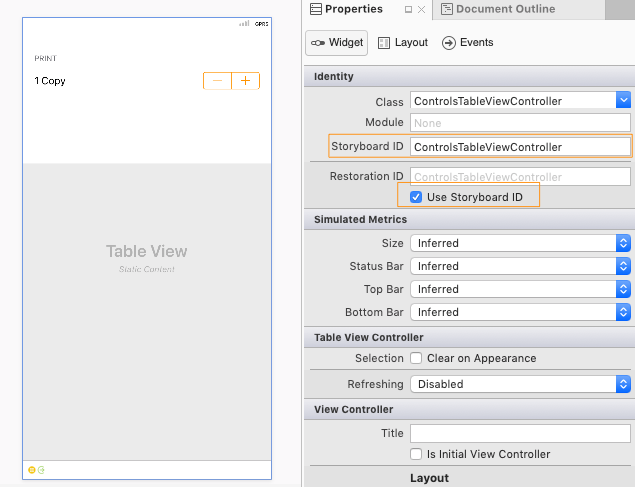 GPRS
PRINT
1 Copy
Table View
Static Content
Properties
Document Outline
Widget
Layout
Events
Identity
Class ControlsTableViewController
Module None
Storyboard ID ControlsTableViewController
Restoration ID ControlsTableViewController
Use Storyboard ID
Simulated Metrics
Size Inferred
Status Bar Inferred
Top Bar Inferred
Bottom Bar Inferred
Table View Controller
Selection Clear on Appearance
Refreshing Disabled
View Controller
Title
Is Initial View Controller
Layout